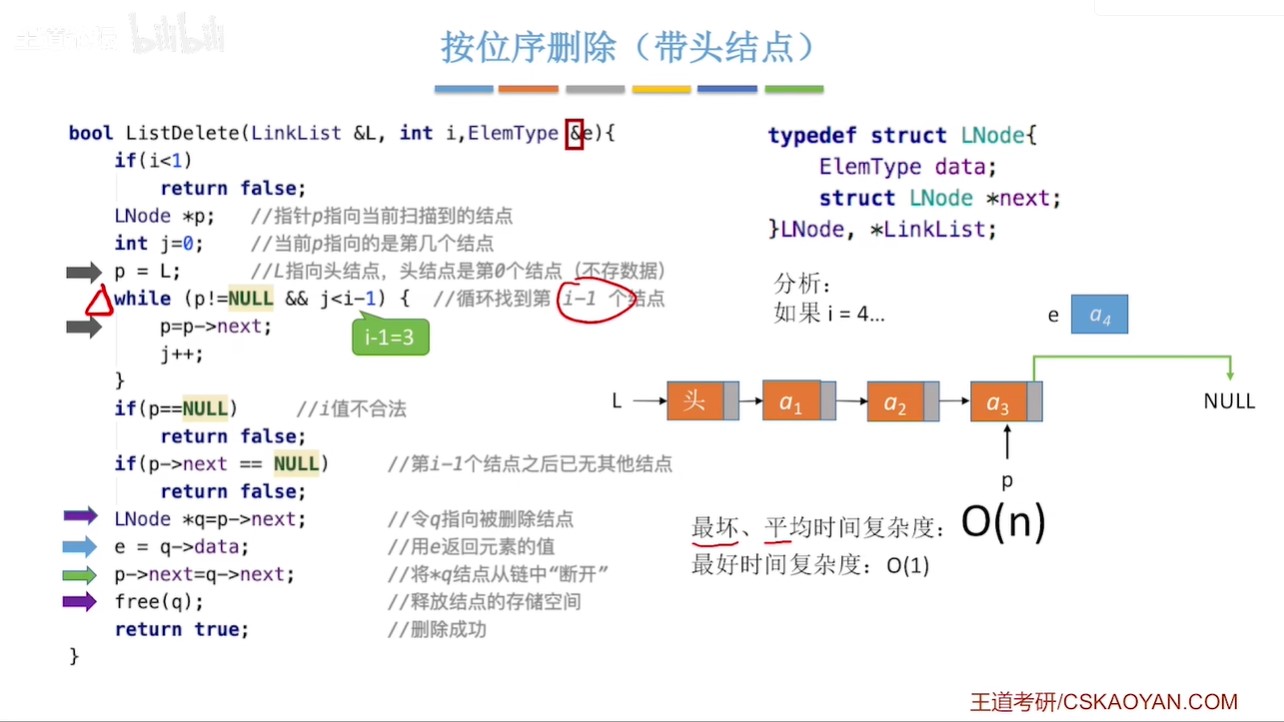 bilibili
按位序删除（带头结点）
bool ListDelete(LinkList &L, int i,ElemType &e){
if(i<1)
return false;
LNode *p; //指针p指向当前扫描到的结点
int j=0; //当前p指向的是第几个结点
p = L; //L指向头结点，头结点是第0个结点（不存数据）
while (p!=NULL && j<i-1) { //循环找到第 i-1 个结点
p=p->next;
i-1=3
j++;
}
if(p==NULL) //i值不合法
return false;
if(p->next == NULL) //第i-1个结点之后已无其他结点
return false;
LNode *q=p->next; //令q指向被删除结点
e = q->data; //用e返回元素的值
p->next=q->next; //将*q结点从链中“断开”
free(q); //释放结点的存储空间
return true; //删除成功
}
typedef struct LNode{
ElemType data;
struct LNode *next;
}LNode, *LinkList;
分析：
如果 i = 4...
e a4
L 头 a1 a2 a3 NULL
p
最坏、平均时间复杂度：O(n)
最好时间复杂度：O(1)
王道考研/CSKAOYAN.COM